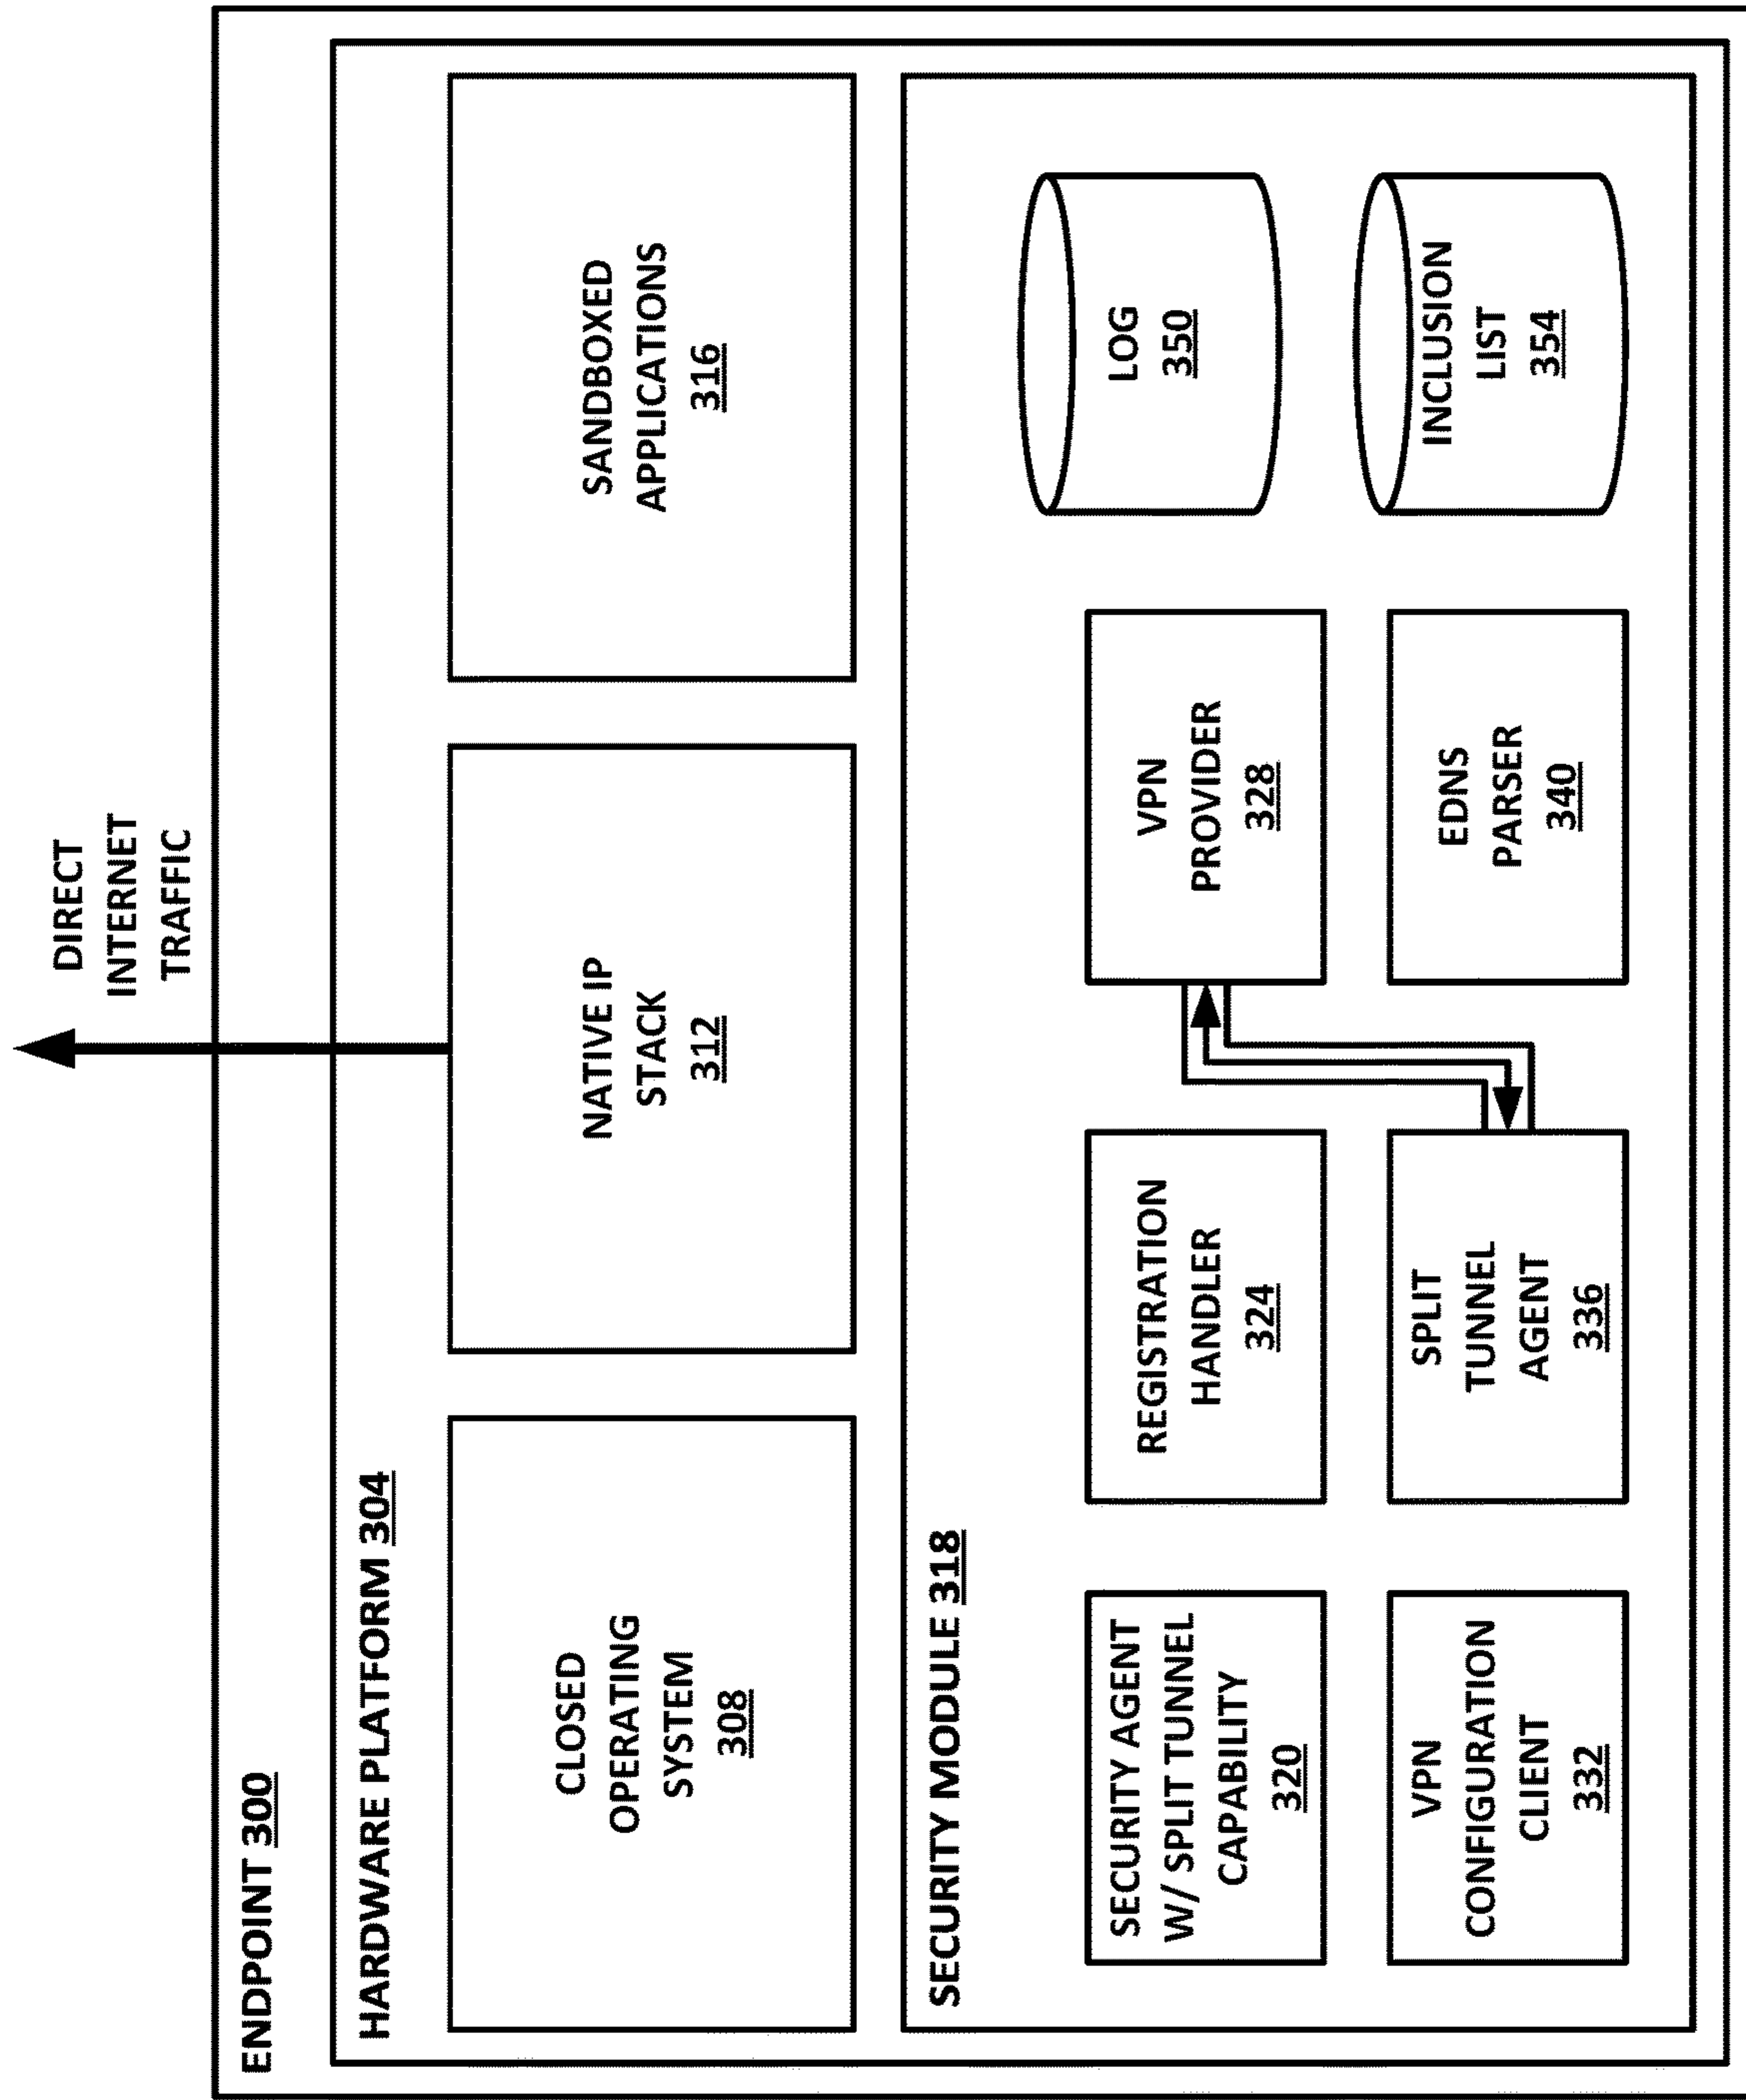 DIRECT
INTERNET
TRAFFIC
ENDPOINT 300
HARDWARE PLATFORM 304
CLOSED
OPERATING
SYSTEM
308
NATIVE IP
STACK
312
SANDBOXED
APPLICATIONS
316
SECURITY MODULE 318
SECURITY AGENT
W/ SPLIT TUNNEL
CAPABILITY
320
REGISTRATION
HANDLER
324
VPN
PROVIDER
328
LOG
350
VPN
CONFIGURATION
CLIENT
332
SPLIT
TUNNEL
AGENT
336
EDNS
PARSER
340
INCLUSION
LIST
354